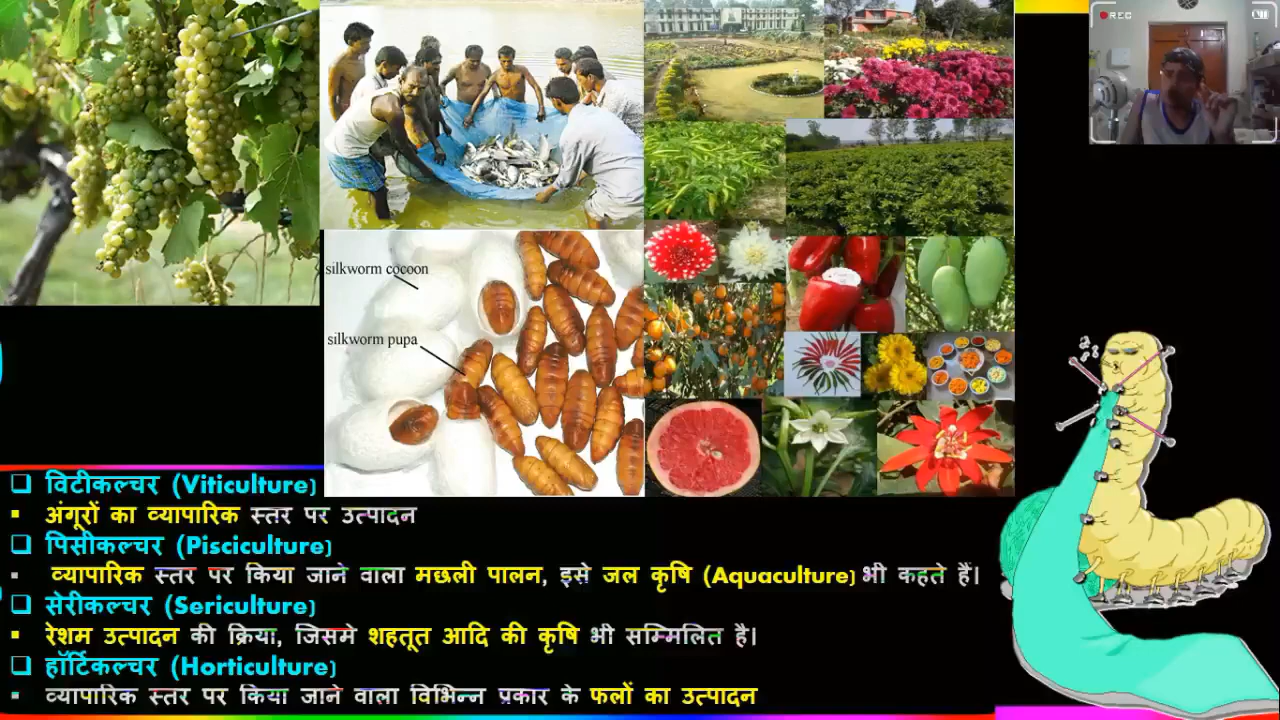 REC
silkworm cocoon
silkworm pupa
❑ विटीकल्चर (Viticulture)
▪ अंगूरों का व्यापारिक स्तर पर उत्पादन
❑ पिसीकल्चर (Pisciculture)
▪ व्यापारिक स्तर पर किया जाने वाला मछली पालन, इसे जल कृषि (Aquaculture) भी कहते हैं।
❑ सेरीकल्चर (Sericulture)
▪ रेशम उत्पादन की क्रिया, जिसमे शहतूत आदि की कृषि भी सम्मिलित है।
❑ हॉर्टिकल्चर (Horticulture)
▪ व्यापारिक स्तर पर किया जाने वाला विभिन्न प्रकार के फलों का उत्पादन